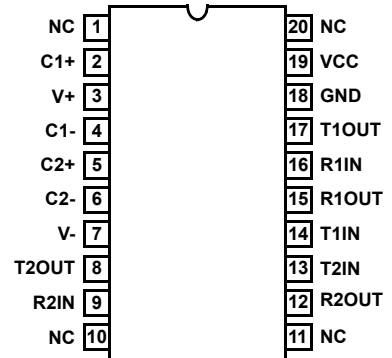 NC 1 20 NC
C1+ 2 19 VCC
V+ 3 18 GND
C1- 4 17 T1OUT
C2+ 5 16 R1IN
C2- 6 15 R1OUT
V- 7 14 T1IN
T2OUT 8 13 T2IN
R2IN 9 12 R2OUT
NC 10 11 NC